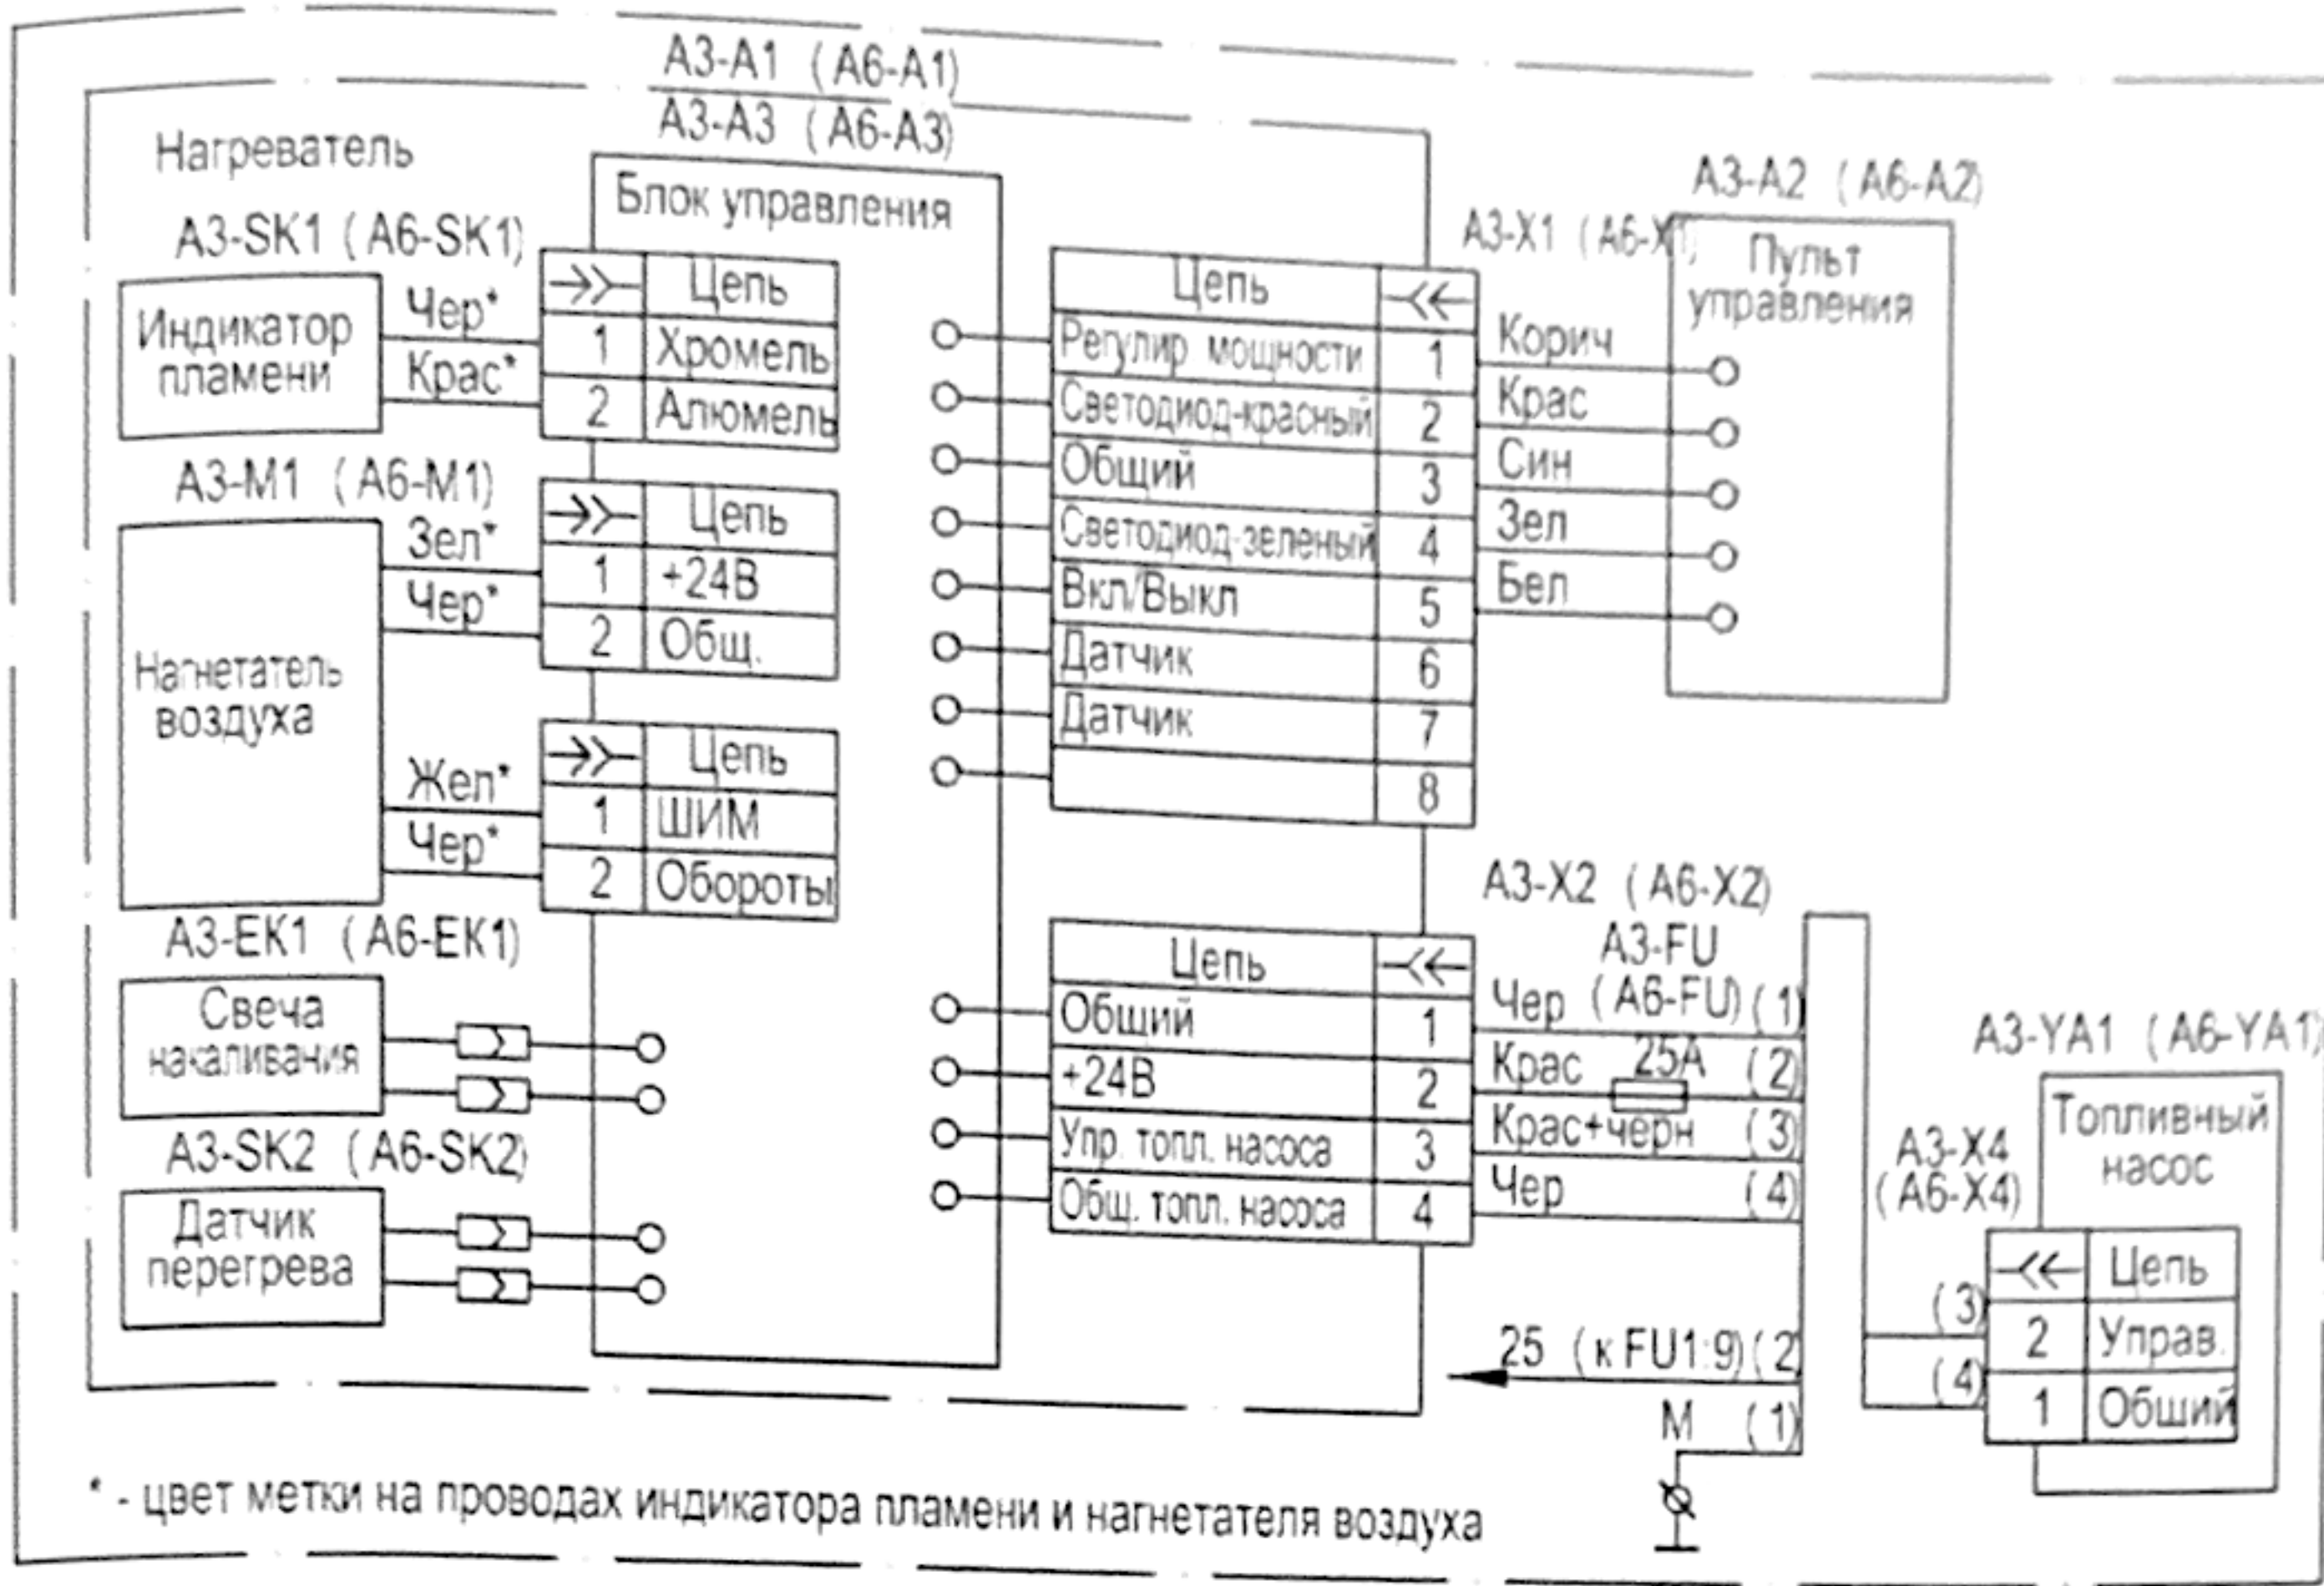 А3-А1 (А6-А1)
А3-А3 (А6-А3)
Нагреватель
Блок управления
А3-SK1 (А6-SK1)
Индикатор
пламени
Чер*
Крас*
Цепь
1 Хромель
2 Алюмель
А3-М1 (А6-М1)
Нагнетатель
воздуха
Зел*
Чер*
Цепь
1 +24В
2 Общ.
Жел*
Чер*
Цепь
1 ШИМ
2 Обороты
А3-ЕК1 (А6-ЕК1)
Свеча
накаливания
А3-SK2 (А6-SK2)
Датчик
перегрева
А3-Х1 (А6-Х1)
Цепь
Регулир. мощности 1 Корич
Светодиод-красный 2 Крас
Общий 3 Син
Светодиод-зеленый 4 Зел
Вкл/Выкл 5 Бел
Датчик 6
Датчик 7
8
А3-А2 (А6-А2)
Пульт
управления
А3-Х2 (А6-Х2)
А3-FU
(А6-FU)
Цепь
Общий 1 Чер (1)
+24В 2 Крас 25А (2)
Упр. топл. насоса 3 Крас+черн (3)
Общ. топл. насоса 4 Чер (4)
25 (к FU1:9) (2)
М (1)
А3-YA1 (А6-YA1)
Топливный
насос
А3-Х4
(А6-Х4)
Цепь
(3) 2 Управ.
(4) 1 Обший
* - цвет метки на проводах индикатора пламени и нагнетателя воздуха